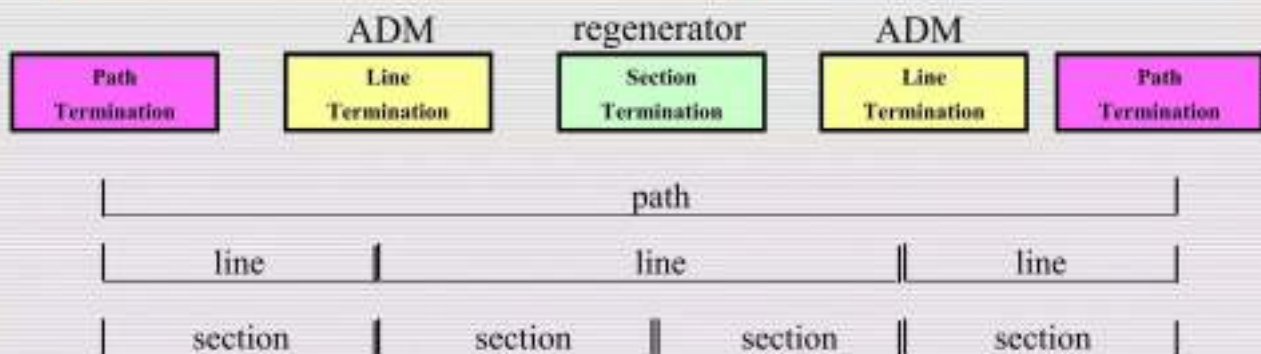 ADM regenerator ADM
Path Termination
Line Termination
Section Termination
Line Termination
Path Termination
path
line line line
section section section section